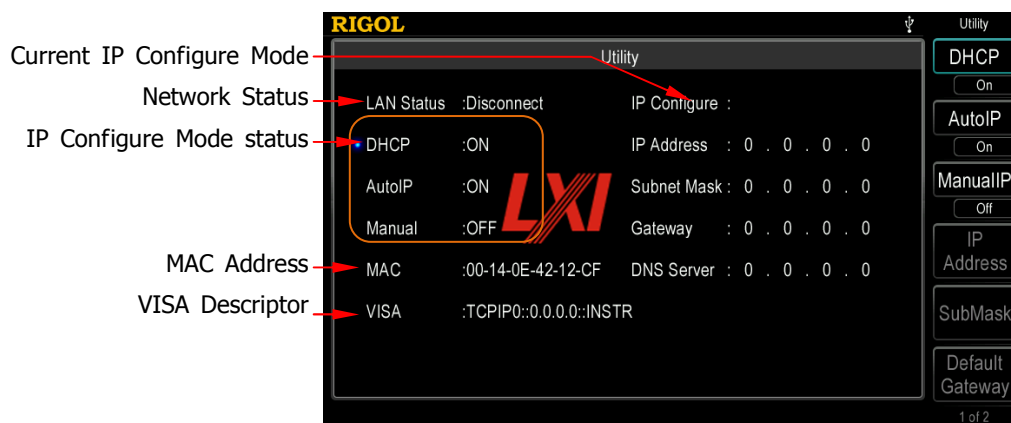 RIGOL
Utility
Utility
Current IP Configure Mode
Network Status
IP Configure Mode status
MAC Address
VISA Descriptor
LAN Status :Disconnect
DHCP :ON
AutoIP :ON
Manual :OFF
MAC :00-14-0E-42-12-CF
VISA :TCPIP0::0.0.0.0::INSTR
LXI
IP Configure :
IP Address : 0 . 0 . 0 . 0
Subnet Mask : 0 . 0 . 0 . 0
Gateway : 0 . 0 . 0 . 0
DNS Server : 0 . 0 . 0 . 0
DHCP
On
AutoIP
On
ManualIP
Off
IP
Address
SubMask
Default
Gateway
1 of 2